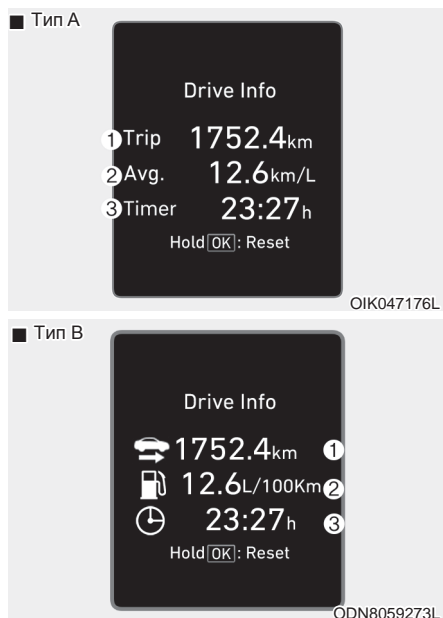 ■ Тип А
Drive Info
① Trip 1752.4km
② Avg. 12.6km/L
③ Timer 23:27h
Hold OK : Reset
OIK047176L
■ Тип В
Drive Info
1752.4km ①
12.6L/100Km ②
23:27h ③
Hold OK : Reset
ODN8059273L